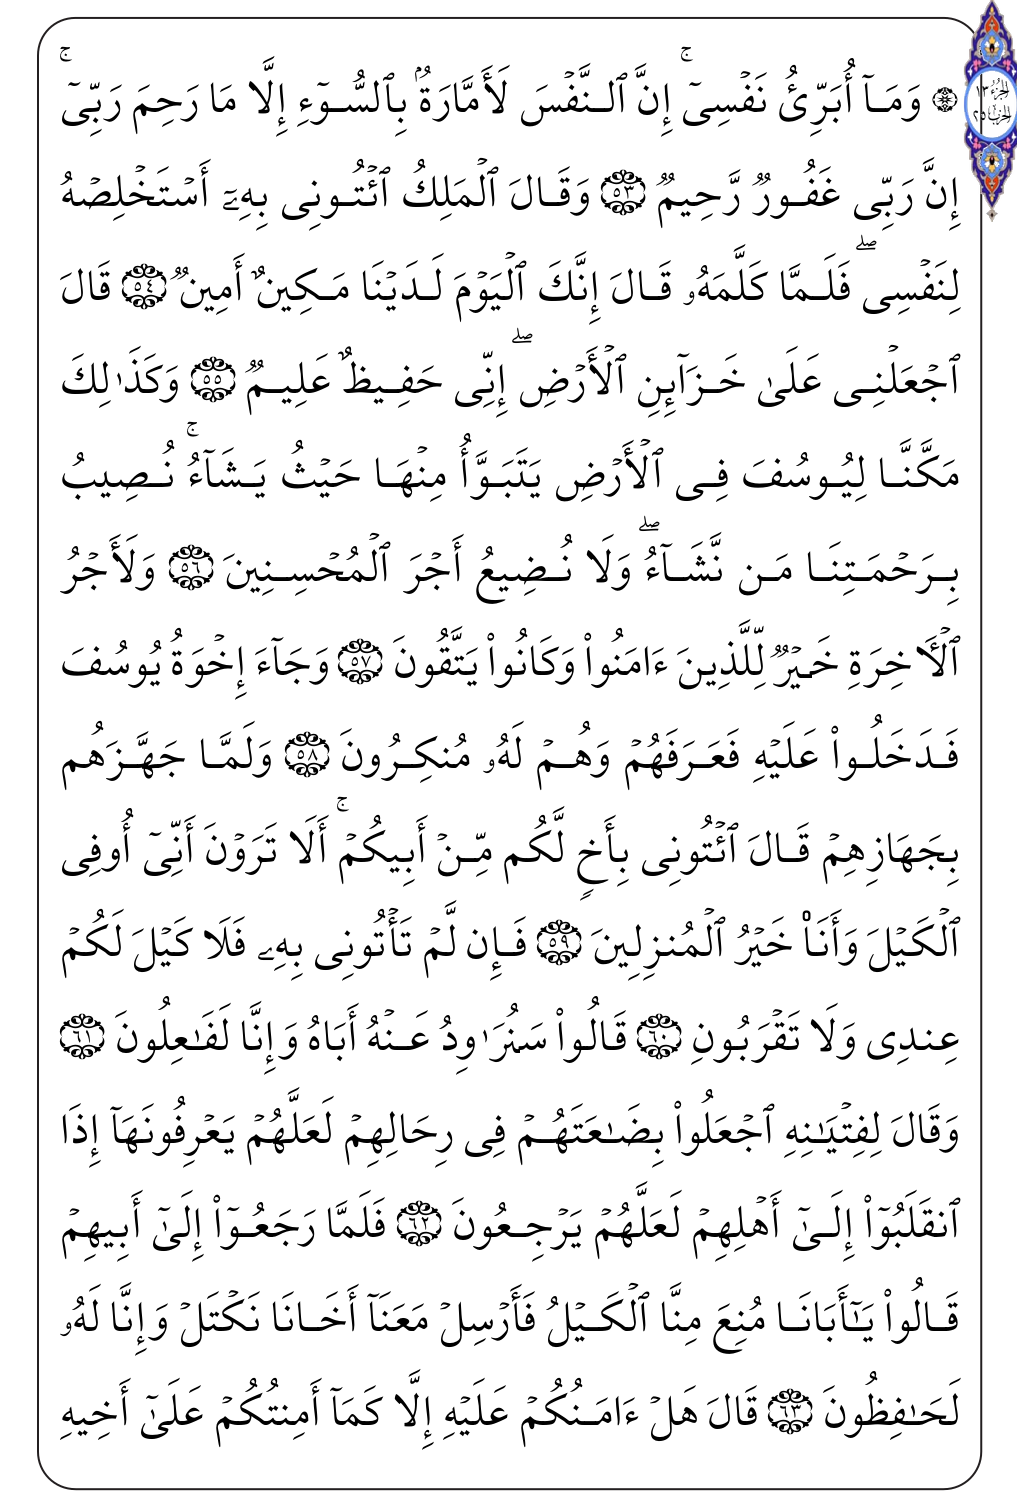 الجزء ١٣
الحزب ٢٥
۞ وَمَآ أُبَرِّئُ نَفۡسِيٓۚ إِنَّ ٱلنَّفۡسَ لَأَمَّارَةُۢ بِٱلسُّوٓءِ إِلَّا مَا رَحِمَ رَبِّيٓۚ
إِنَّ رَبِّي غَفُورٞ رَّحِيمٞ ٥٣ وَقَالَ ٱلۡمَلِكُ ٱئۡتُونِي بِهِۦٓ أَسۡتَخۡلِصۡهُ
لِنَفۡسِيۖ فَلَمَّا كَلَّمَهُۥ قَالَ إِنَّكَ ٱلۡيَوۡمَ لَدَيۡنَا مَكِينٌ أَمِينٞ ٥٤ قَالَ
ٱجۡعَلۡنِي عَلَىٰ خَزَآئِنِ ٱلۡأَرۡضِۖ إِنِّي حَفِيظٌ عَلِيمٞ ٥٥ وَكَذَٰلِكَ
مَكَّنَّا لِيُوسُفَ فِي ٱلۡأَرۡضِ يَتَبَوَّأُ مِنۡهَا حَيۡثُ يَشَآءُۚ نُصِيبُ
بِرَحۡمَتِنَا مَن نَّشَآءُۖ وَلَا نُضِيعُ أَجۡرَ ٱلۡمُحۡسِنِينَ ٥٦ وَلَأَجۡرُ
ٱلۡأٓخِرَةِ خَيۡرٞ لِّلَّذِينَ ءَامَنُواْ وَكَانُواْ يَتَّقُونَ ٥٧ وَجَآءَ إِخۡوَةُ يُوسُفَ
فَدَخَلُواْ عَلَيۡهِ فَعَرَفَهُمۡ وَهُمۡ لَهُۥ مُنكِرُونَ ٥٨ وَلَمَّا جَهَّزَهُم
بِجَهَازِهِمۡ قَالَ ٱئۡتُونِي بِأَخٖ لَّكُم مِّنۡ أَبِيكُمۡۚ أَلَا تَرَوۡنَ أَنِّيٓ أُوفِي
ٱلۡكَيۡلَ وَأَنَا۠ خَيۡرُ ٱلۡمُنزِلِينَ ٥٩ فَإِن لَّمۡ تَأۡتُونِي بِهِۦ فَلَا كَيۡلَ لَكُمۡ
عِندِي وَلَا تَقۡرَبُونِ ٦٠ قَالُواْ سَنُرَٰوِدُ عَنۡهُ أَبَاهُ وَإِنَّا لَفَٰعِلُونَ ٦١
وَقَالَ لِفِتۡيَٰنِهِ ٱجۡعَلُواْ بِضَٰعَتَهُمۡ فِي رِحَالِهِمۡ لَعَلَّهُمۡ يَعۡرِفُونَهَآ إِذَا
ٱنقَلَبُوٓاْ إِلَىٰٓ أَهۡلِهِمۡ لَعَلَّهُمۡ يَرۡجِعُونَ ٦٢ فَلَمَّا رَجَعُوٓاْ إِلَىٰٓ أَبِيهِمۡ
قَالُواْ يَٰٓأَبَانَا مُنِعَ مِنَّا ٱلۡكَيۡلُ فَأَرۡسِلۡ مَعَنَآ أَخَانَا نَكۡتَلۡ وَإِنَّا لَهُۥ
لَحَٰفِظُونَ ٦٣ قَالَ هَلۡ ءَامَنُكُمۡ عَلَيۡهِ إِلَّا كَمَآ أَمِنتُكُمۡ عَلَىٰٓ أَخِيهِ